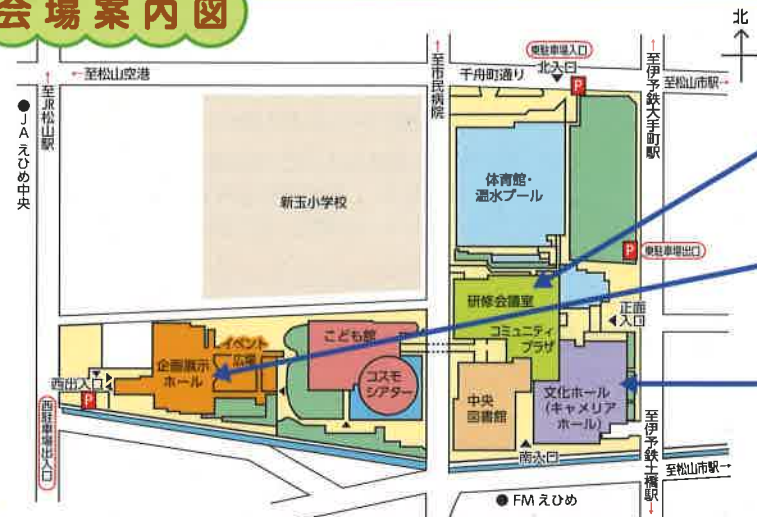 会場案内図
北
←至松山空港
↑至JR松山駅
●JAえひめ中央
↑至市民病院
千舟町通り
東駐車場入口
北入口
P
↑至伊予鉄大手町駅
至松山市駅→
新玉小学校
体育館・
温水プール
P
東駐車場出口
研修会議室
コミュニティ
プラザ
正面
入口
こども館
コスモ
シアター
イベント
広場
企画展示
ホール
西出入口
P
西駐車場出入口
中央
図書館
文化ホール
(キャメリア
ホール)
南入口
至伊予鉄土橋駅↓
至松山市駅→
●FMえひめ